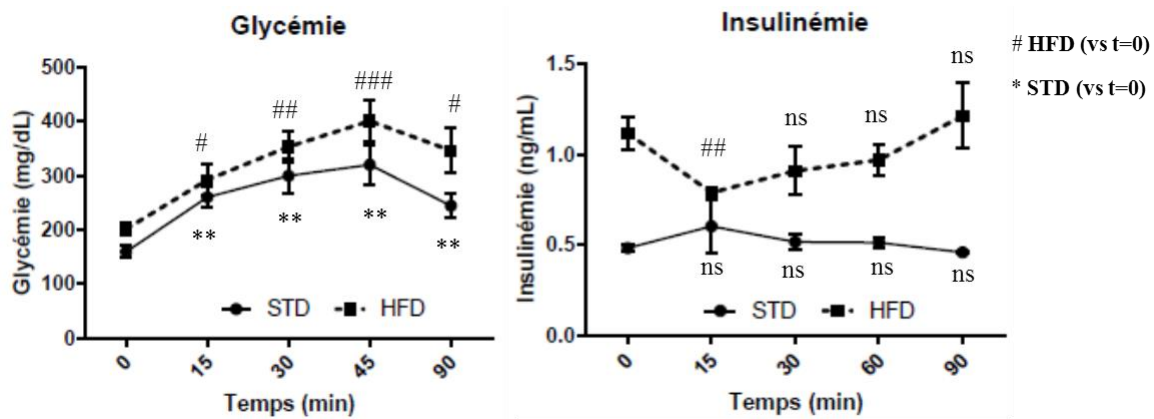 Glycémie
Glycémie (mg/dL)
500
400
300
200
100
0
#
##
###
#
**
**
**
**
STD
HFD
0
15
30
45
90
Temps (min)
Insulinémie
Insulinémie (ng/mL)
1.5
1.0
0.5
0.0
##
ns
ns
ns
ns
ns
ns
ns
STD
HFD
0
15
30
60
90
Temps (min)
# HFD (vs t=0)
* STD (vs t=0)